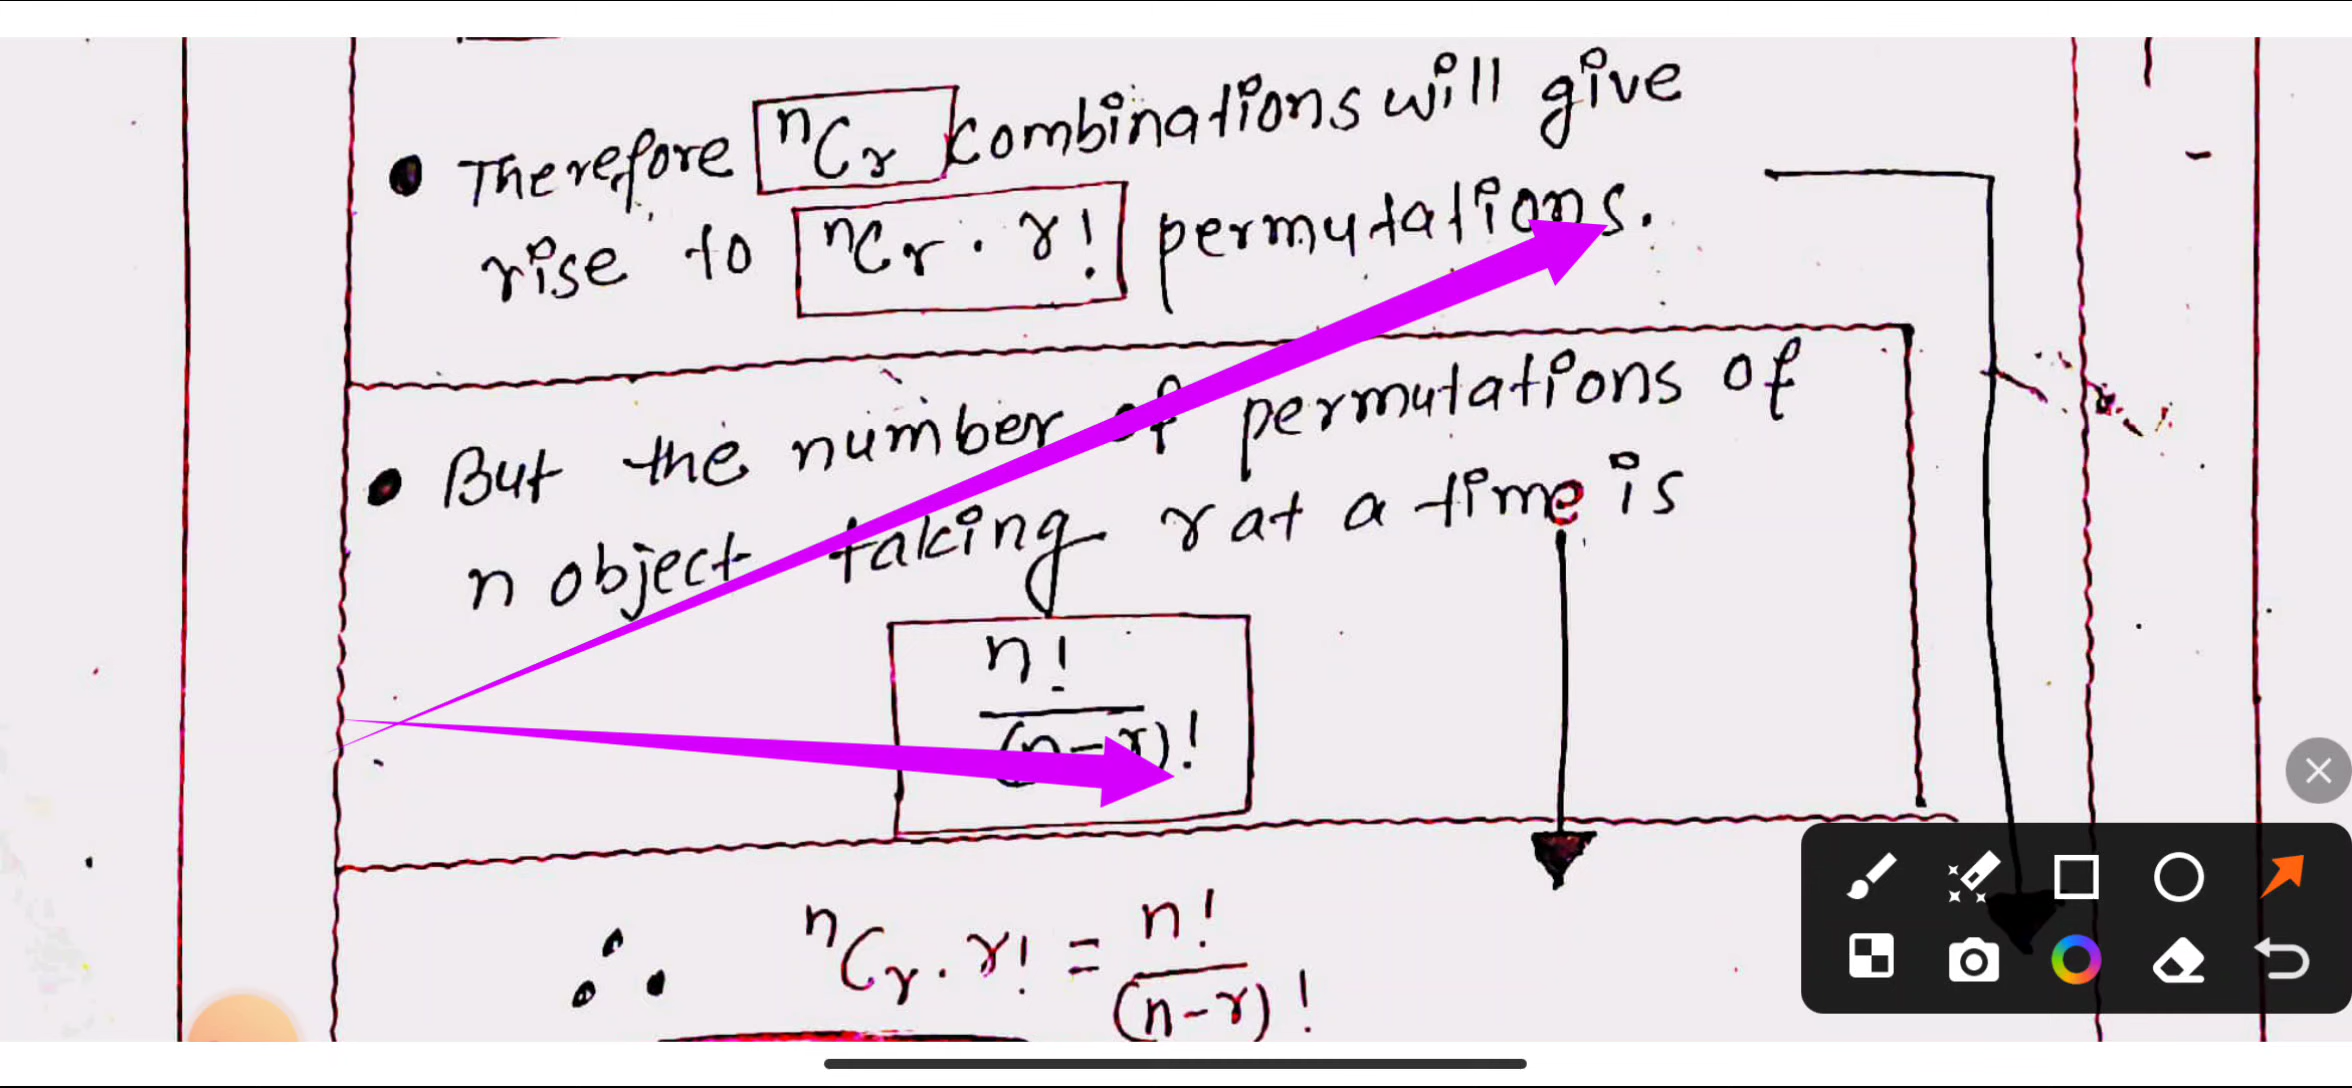 • Therefore ⁿCᵣ Combinations will give
rise to ⁿCᵣ . r! permutations.
• But the number of permutations of
n object taking r at a time is
n!
(n-r)!
∴ ⁿCᵣ . r! = n!
(n-r)!